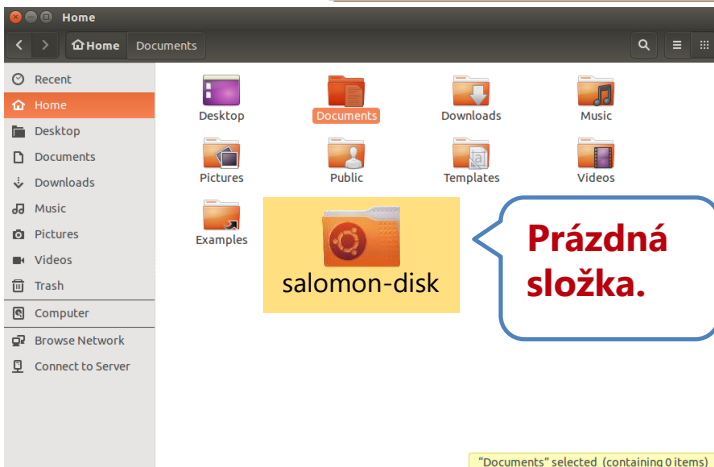 Home
Home Documents
Recent
Home
Desktop
Documents
Downloads
Music
Pictures
Videos
Trash
Computer
Browse Network
Connect to Server
Desktop Documents Downloads Music
Pictures Public Templates Videos
Examples
salomon-disk
Prázdná
složka.
"Documents" selected (containing 0 items)